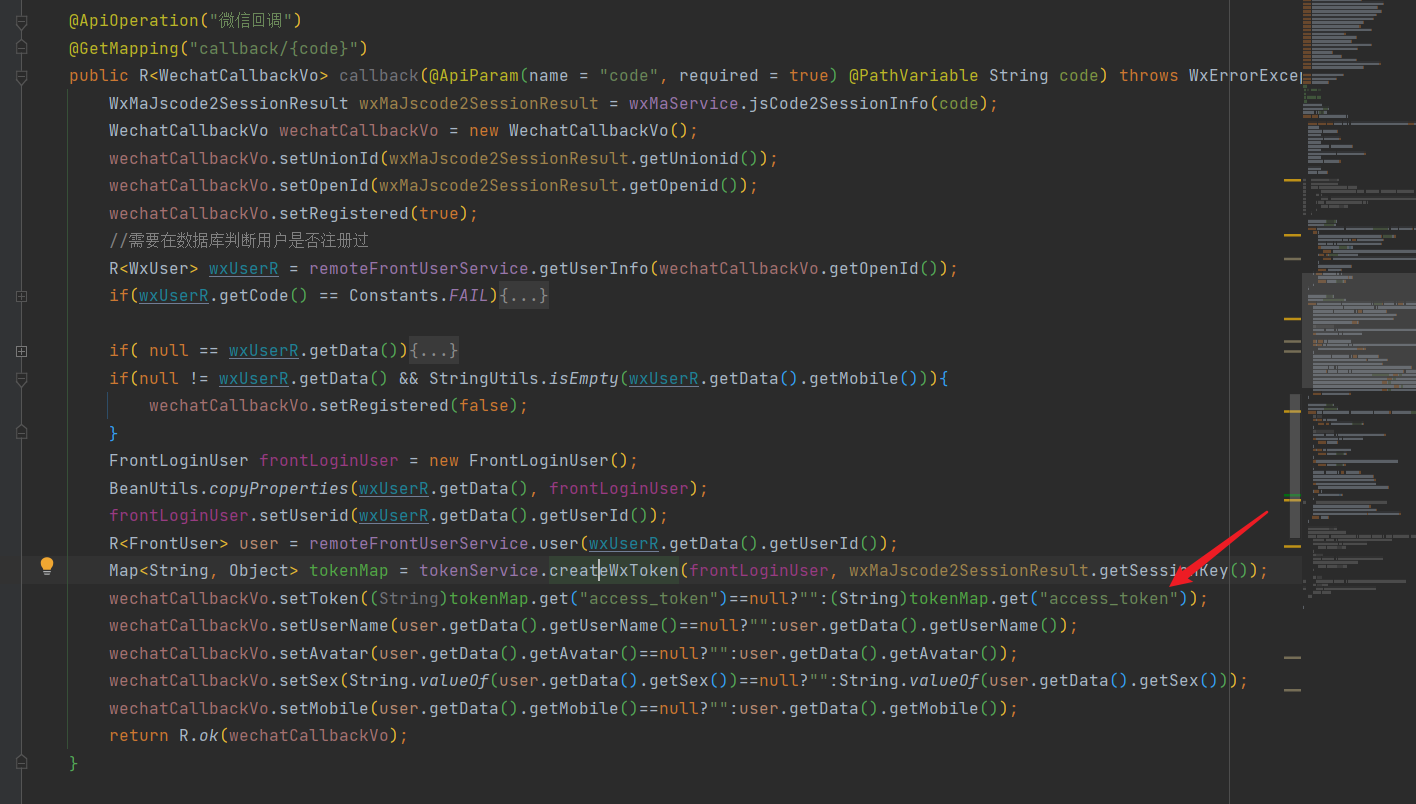 @ApiOperation("微信回调")
@GetMapping("callback/{code}")
public R<WechatCallbackVo> callback(@ApiParam(name = "code", required = true) @PathVariable String code) throws WxErrorExcep
WxMaJscode2SessionResult wxMaJscode2SessionResult = wxMaService.jsCode2SessionInfo(code);
WechatCallbackVo wechatCallbackVo = new WechatCallbackVo();
wechatCallbackVo.setUnionId(wxMaJscode2SessionResult.getUnionid());
wechatCallbackVo.setOpenId(wxMaJscode2SessionResult.getOpenid());
wechatCallbackVo.setRegistered(true);
//需要在数据库判断用户是否注册过
R<WxUser> wxUserR = remoteFrontUserService.getUserInfo(wechatCallbackVo.getOpenId());
if(wxUserR.getCode() == Constants.FAIL){...}
if( null == wxUserR.getData()){...}
if(null != wxUserR.getData() && StringUtils.isEmpty(wxUserR.getData().getMobile())){
wechatCallbackVo.setRegistered(false);
}
FrontLoginUser frontLoginUser = new FrontLoginUser();
BeanUtils.copyProperties(wxUserR.getData(), frontLoginUser);
frontLoginUser.setUserid(wxUserR.getData().getUserId());
R<FrontUser> user = remoteFrontUserService.user(wxUserR.getData().getUserId());
Map<String, Object> tokenMap = tokenService.createWxToken(frontLoginUser, wxMaJscode2SessionResult.getSessionKey());
wechatCallbackVo.setToken((String)tokenMap.get("access_token")==null?"":(String)tokenMap.get("access_token"));
wechatCallbackVo.setUserName(user.getData().getUserName()==null?"":user.getData().getUserName());
wechatCallbackVo.setAvatar(user.getData().getAvatar()==null?"":user.getData().getAvatar());
wechatCallbackVo.setSex(String.valueOf(user.getData().getSex())==null?"":String.valueOf(user.getData().getSex()));
wechatCallbackVo.setMobile(user.getData().getMobile()==null?"":user.getData().getMobile());
return R.ok(wechatCallbackVo);
}